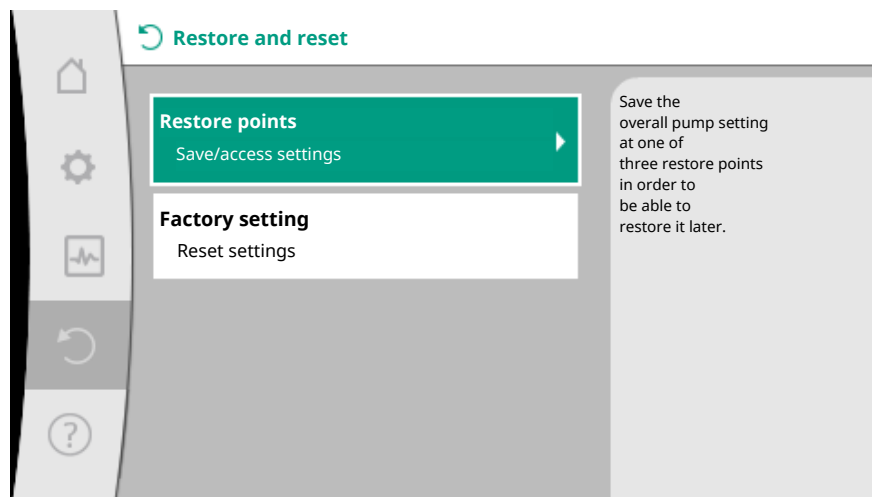 Restore and reset
Restore points
Save/access settings
Factory setting
Reset settings
Save the
overall pump setting
at one of
three restore points
in order to
be able to
restore it later.
?